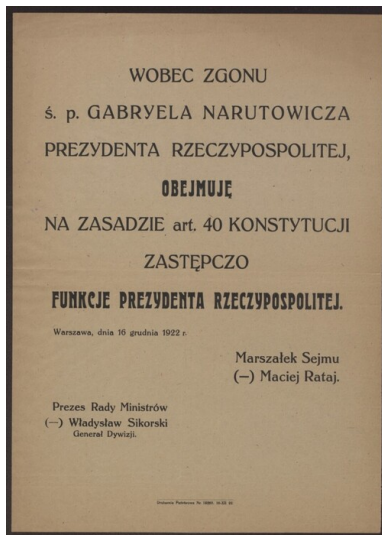 WOBEC ZGONU
ś. p. GABRYELA NARUTOWICZA
PREZYDENTA RZECZYPOSPOLITEJ,
OBEJMUJĘ
NA ZASADZIE art. 40 KONSTYTUCJI
ZASTĘPCZO
FUNKCJE PREZYDENTA RZECZYPOSPOLITEJ.
Warszawa, dnia 16 grudnia 1922 r.
Marszałek Sejmu
(—) Maciej Rataj.
Prezes Rady Ministrów
(—) Władysław Sikorski
Generał Dywizji.